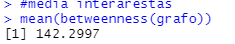 > #media interarestas
> mean(betweenness(grafo))
[1] 142.2997